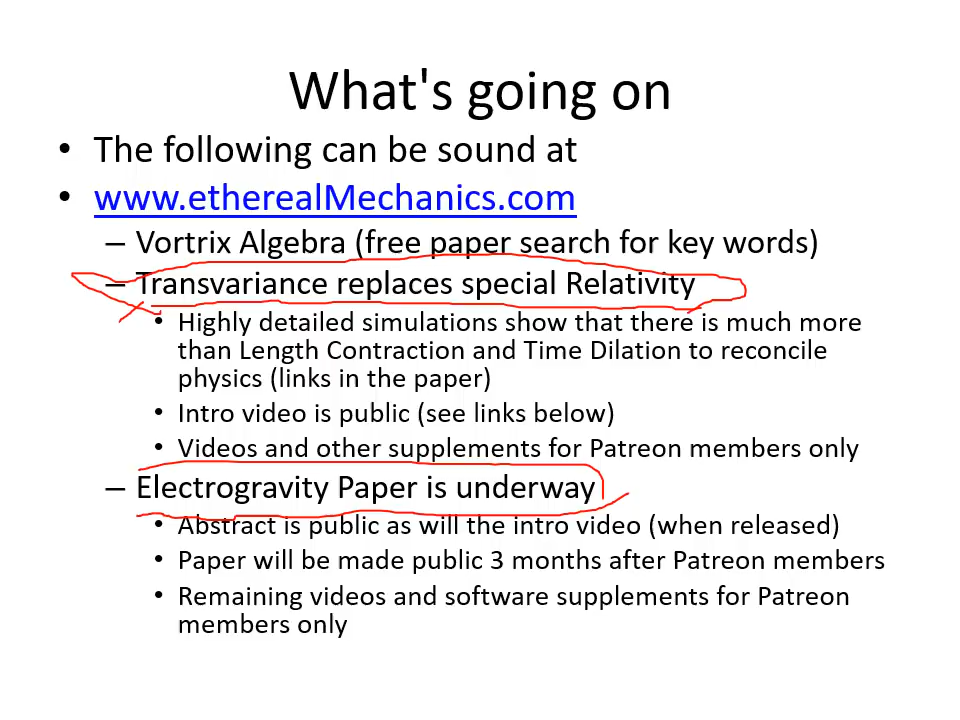 What's going on
• The following can be sound at
• www.etherealMechanics.com
– Vortrix Algebra (free paper search for key words)
– Transvariance replaces special Relativity
• Highly detailed simulations show that there is much more
than Length Contraction and Time Dilation to reconcile
physics (links in the paper)
• Intro video is public (see links below)
• Videos and other supplements for Patreon members only
– Electrogravity Paper is underway
• Abstract is public as will the intro video (when released)
• Paper will be made public 3 months after Patreon members
• Remaining videos and software supplements for Patreon
members only